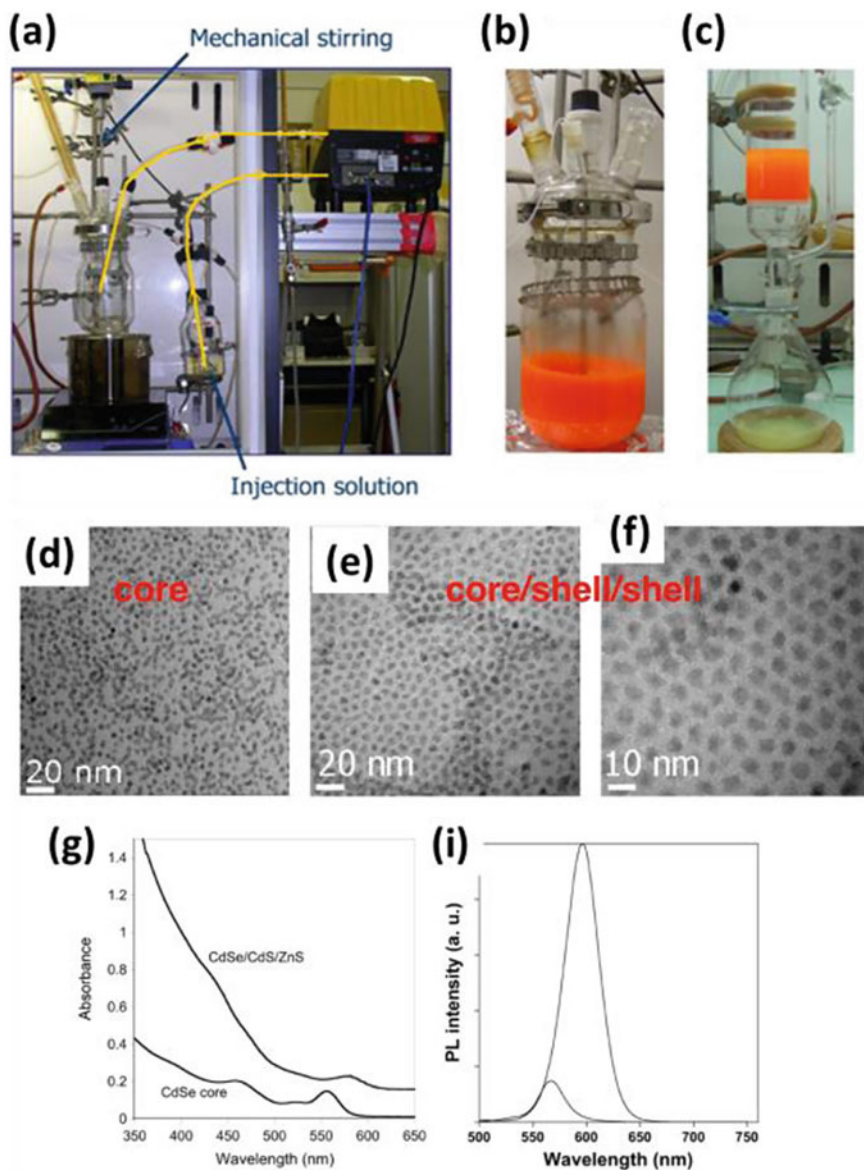 (a)
Mechanical stirring
Injection solution
(b)
(c)
(d)
core
20 nm
(e)
core/shell/shell
20 nm
(f)
10 nm
(g)
1.4
1.2
1
0.8
0.6
0.4
0.2
0
Absorbance
CdSe/CdS/ZnS
CdSe core
350 400 450 500 550 600 650
Wavelength (nm)
(i)
PL intensity (a. u.)
500 550 600 650 700 750
Wavelength (nm)